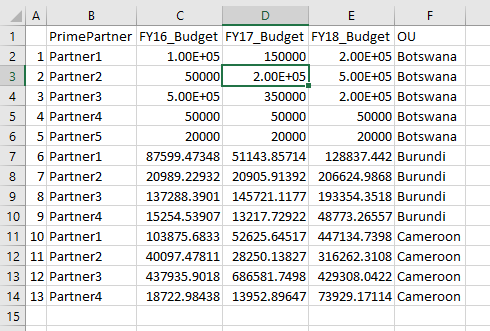 A B C D E F
1 PrimePartner FY16_Budget FY17_Budget FY18_Budget OU
2 1 Partner1 1.00E+05 150000 2.00E+05 Botswana
3 2 Partner2 50000 2.00E+05 5.00E+05 Botswana
4 3 Partner3 5.00E+05 350000 2.00E+05 Botswana
5 4 Partner4 50000 50000 50000 Botswana
6 5 Partner5 20000 20000 20000 Botswana
7 6 Partner1 87599.47348 51143.85714 128837.442 Burundi
8 7 Partner2 20989.22932 20905.91392 206624.9868 Burundi
9 8 Partner3 137288.3901 145721.1177 193354.3518 Burundi
10 9 Partner4 15254.53907 13217.72922 48773.26557 Burundi
11 10 Partner1 103875.6833 52625.64517 447134.7398 Cameroon
12 11 Partner2 40097.47811 28250.13827 316262.3108 Cameroon
13 12 Partner3 437935.9018 686581.7498 429308.0422 Cameroon
14 13 Partner4 18722.98438 13952.89647 73929.17114 Cameroon
15